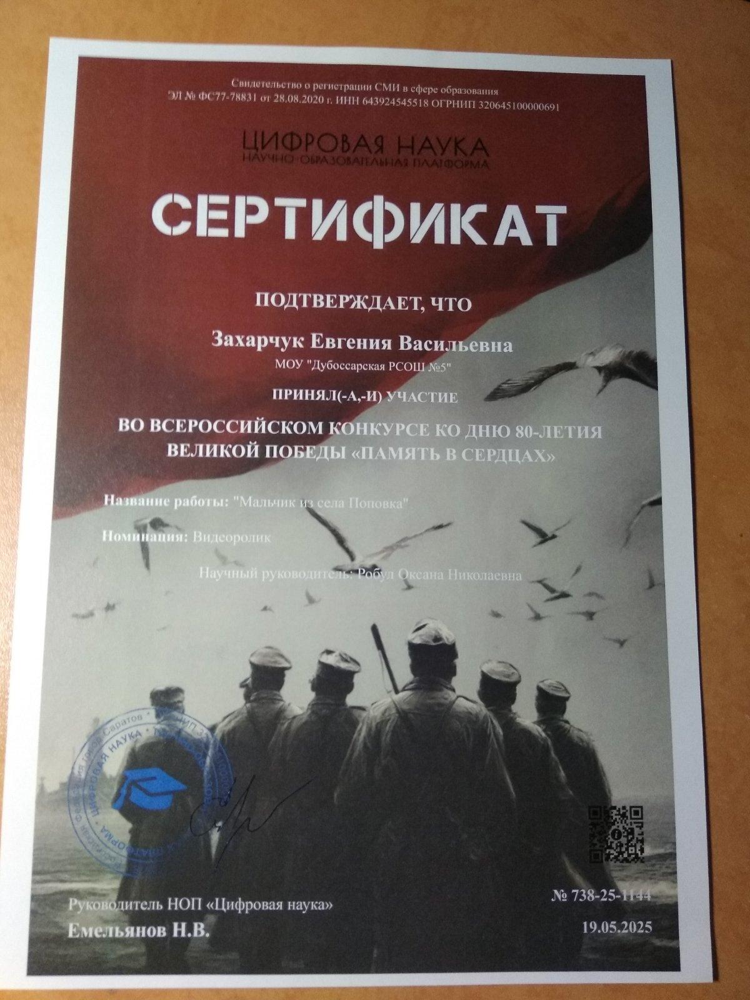 Свидетельство о регистрации СМИ в сфере образования
ЭЛ № ФС77-78831 от 28.08.2020 г. ИНН 643924545518 ОГРНИП 320645100000691
ЦИФРОВАЯ НАУКА
НАУЧНО-ОБРАЗОВАТЕЛЬНАЯ ПЛАТФОРМА
СЕРТИФИКАТ
ПОДТВЕРЖДАЕТ, ЧТО
Захарчук Евгения Васильевна
МОУ "Дубоссарская РСОШ №5"
ПРИНЯЛ(-А,-И) УЧАСТИЕ
ВО ВСЕРОССИЙСКОМ КОНКУРСЕ КО ДНЮ 80-ЛЕТИЯ
ВЕЛИКОЙ ПОБЕДЫ «ПАМЯТЬ В СЕРДЦАХ»
Название работы: "Мальчик из села Поповка"
Номинация: Видеоролик
Научный руководитель: Робул Оксана Николаевна
город Саратов
ЦИФРОВАЯ НАУКА
ПЛАТФОРМА
Руководитель НОП «Цифровая наука»
Емельянов Н.В.
№ 738-25-1144
19.05.2025